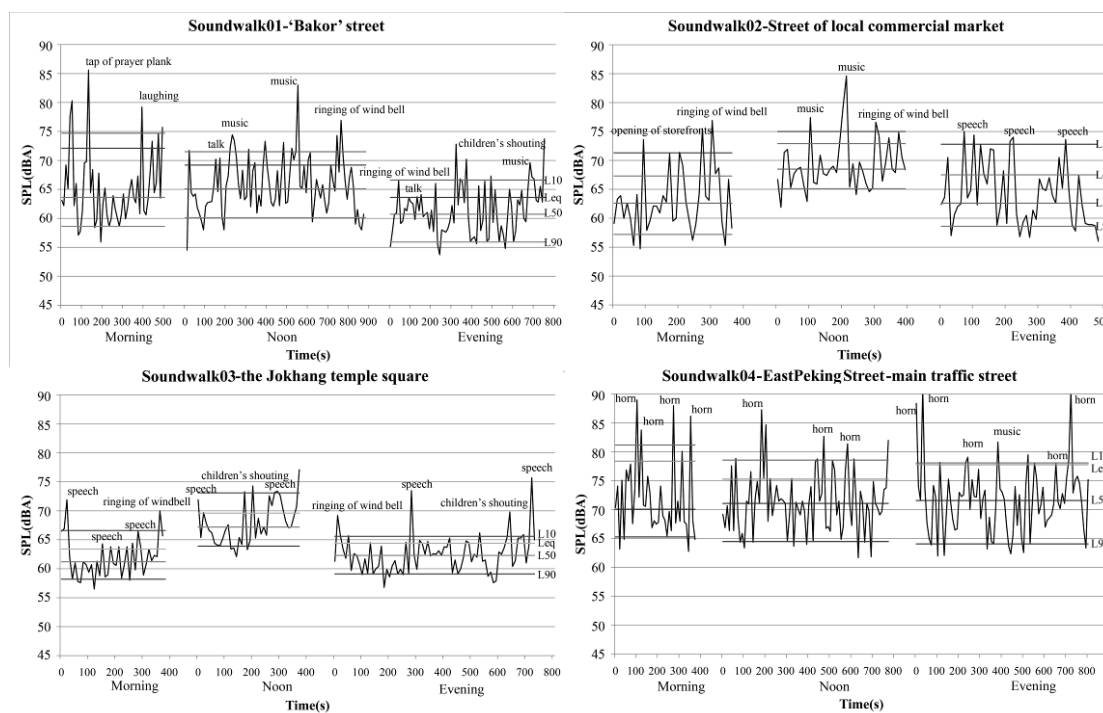 Soundwalk01-‘Bakor’ street
90
85
80
75
70
65
60
55
50
45
SPL(dBA)
tap of prayer plank
laughing
talk
music
music
ringing of wind bell
ringing of wind bell
talk
children’s shouting
music
L10
Leq
L50
L90
0 100 200 300 400 500
0 100 200 300 400 500 600 700 800 900
0 100 200 300 400 500 600 700 800
Morning
Noon
Evening
Time(s)
Soundwalk02-Street of local commercial market
90
85
80
75
70
65
60
55
50
45
SPL(dBA)
opening of storefronts
ringing of wind bell
music
music
ringing of wind bell
speech
speech
speech
0 100 200 300 400
0 100 200 300 400
0 100 200 300 400
Morning
Noon
Evening
Time(s)
Soundwalk03-the Jokhang temple square
90
85
80
75
70
65
60
55
50
45
SPL(dBA)
speech
speech
speech
ringing of windbell
speech
children’s shouting
speech
ringing of wind bell
speech
children’s shouting
speech
L10
Leq
L50
L90
0 100 200 300 400
0 100 200 300 400
0 100 200 300 400 500 600 700 800
Morning
Noon
Evening
Time(s)
Soundwalk04-EastPekingStreet-main traffic street
90
85
80
75
70
65
60
55
50
45
SPL(dBA)
horn
horn
horn
horn
horn
horn
horn
horn
horn
music
horn
horn
0 200 400
0 200 400 600 800
0 200 400 600 800
Morning
Noon
Evening
Time(s)